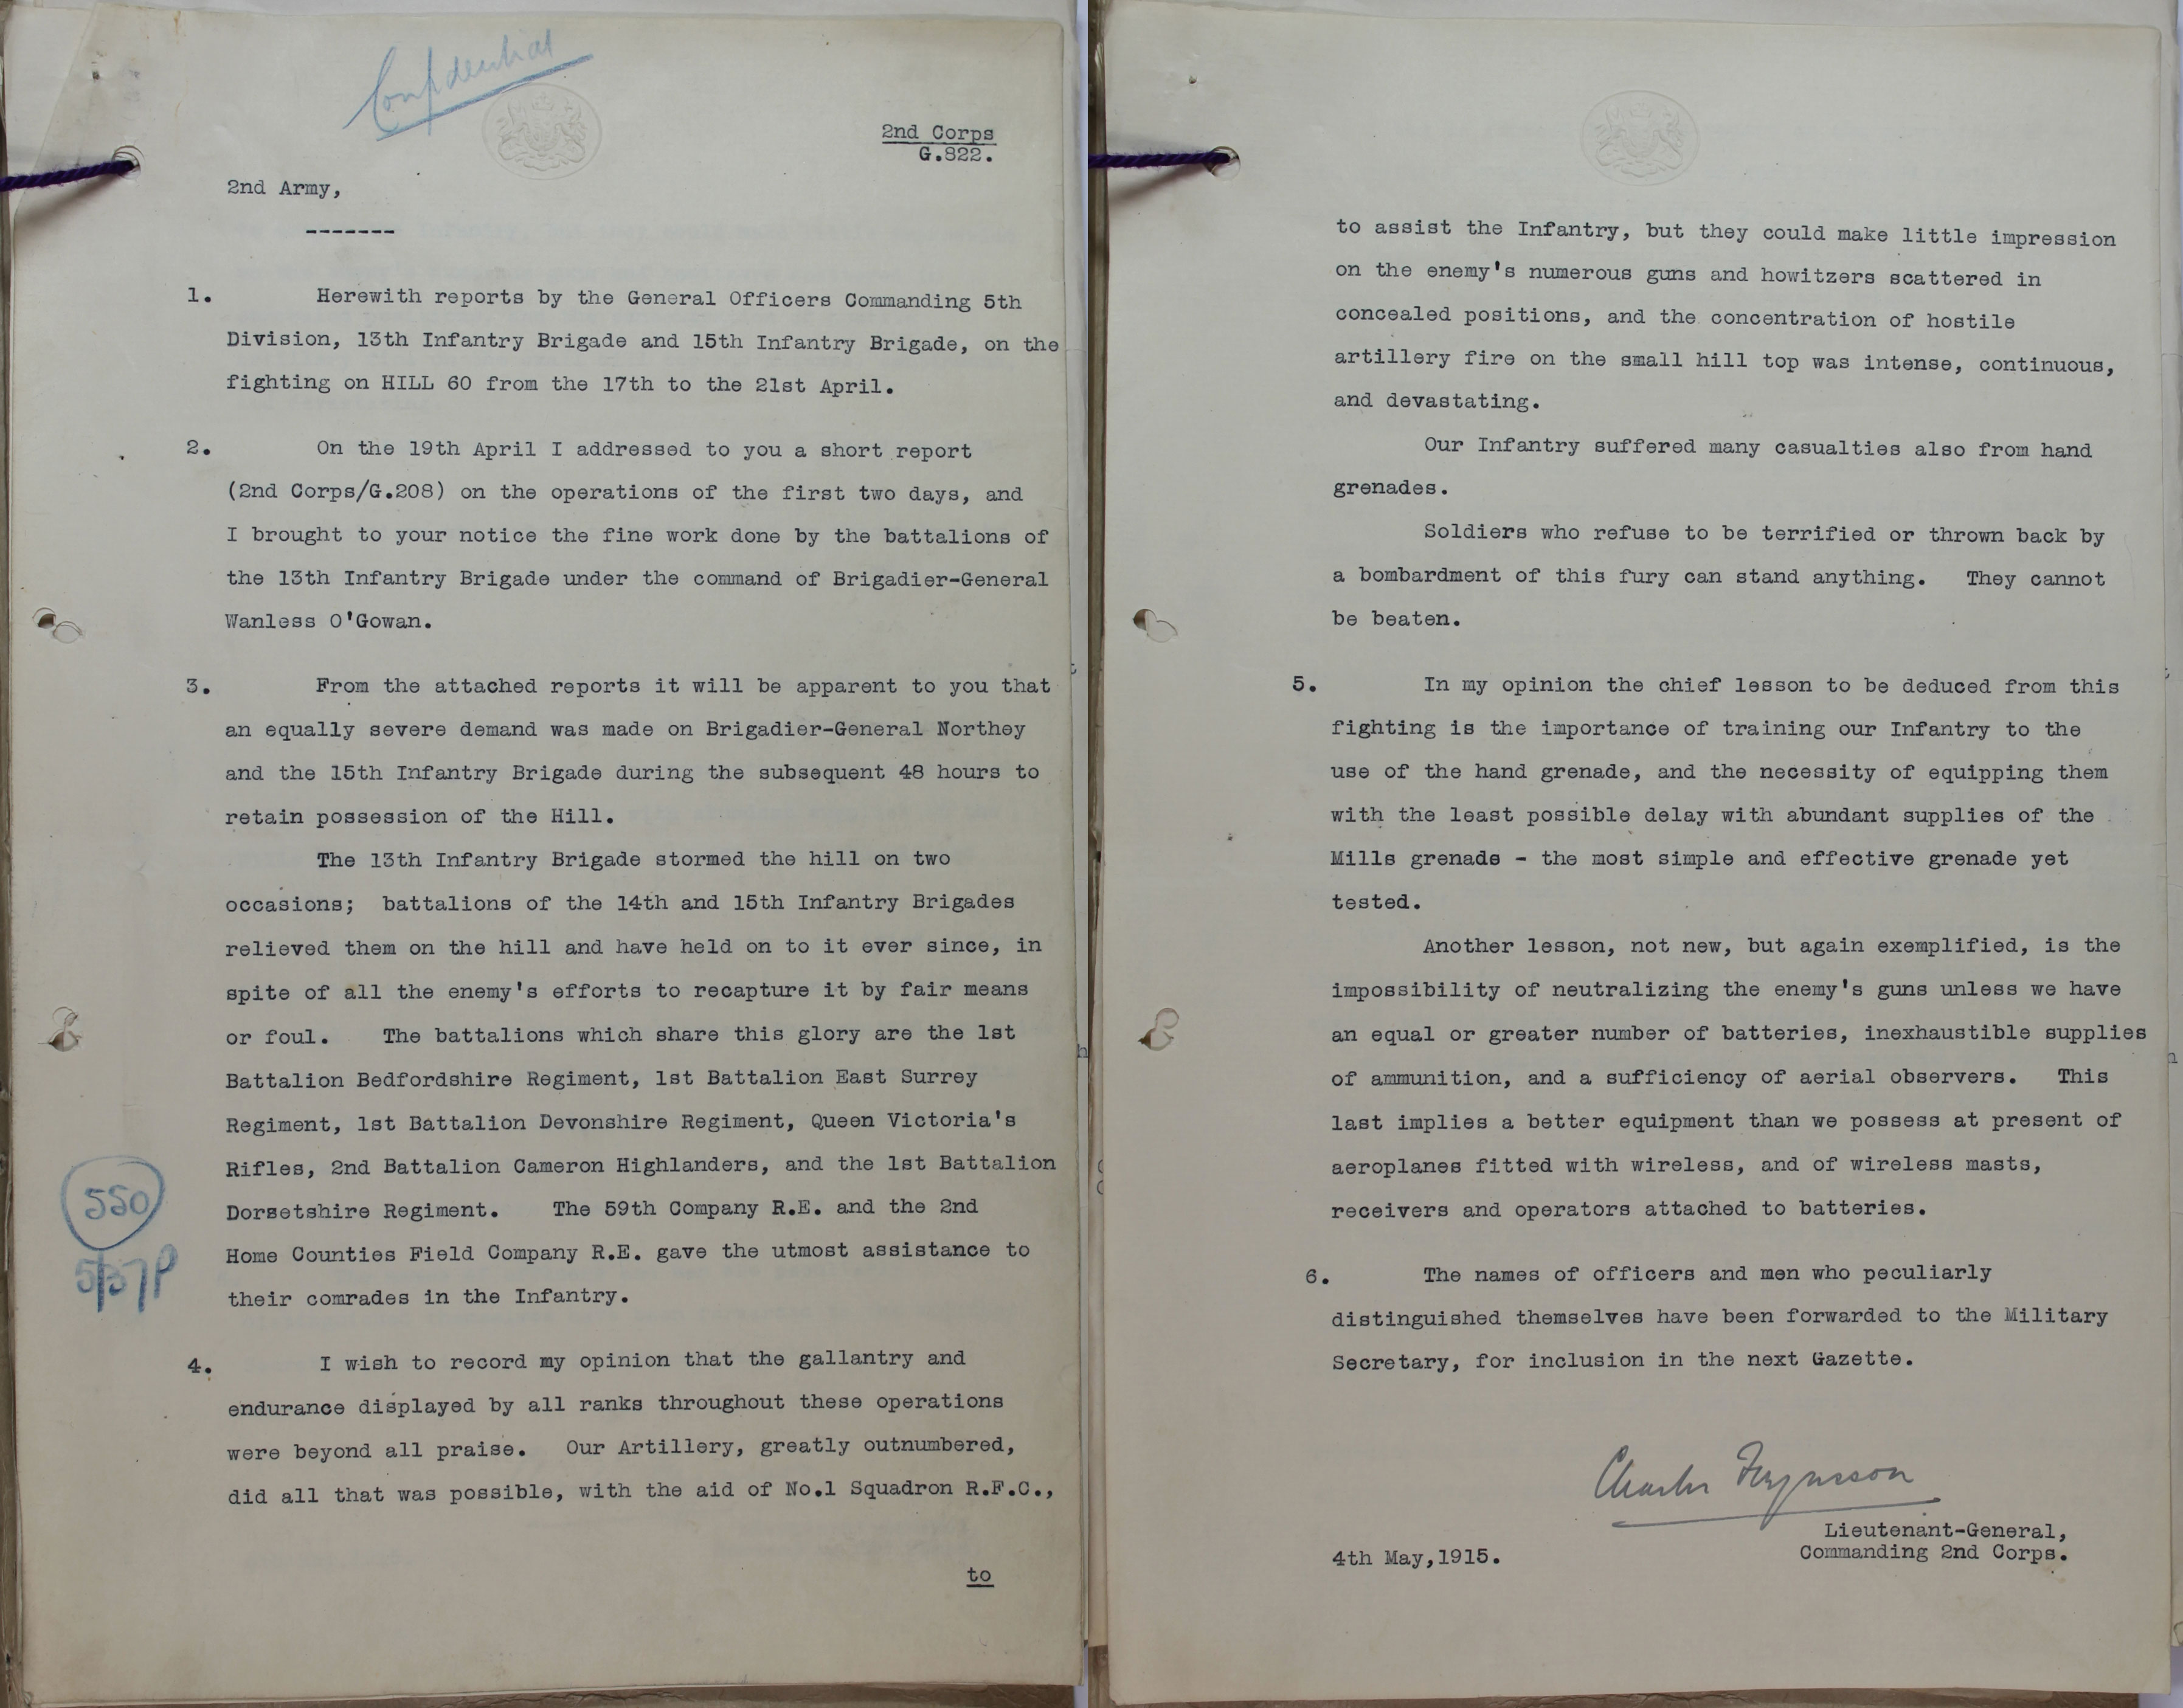 Confidential
2nd Corps
G.822.
2nd Army,
-------
1. Herewith reports by the General Officers Commanding 5th
Division, 13th Infantry Brigade and 15th Infantry Brigade, on the
fighting on HILL 60 from the 17th to the 21st April.
2. On the 19th April I addressed to you a short report
(2nd Corps/G.208) on the operations of the first two days, and
I brought to your notice the fine work done by the battalions of
the 13th Infantry Brigade under the command of Brigadier-General
Wanless O'Gowan.
3. From the attached reports it will be apparent to you that
an equally severe demand was made on Brigadier-General Northey
and the 15th Infantry Brigade during the subsequent 48 hours to
retain possession of the Hill.
The 13th Infantry Brigade stormed the hill on two
occasions; battalions of the 14th and 15th Infantry Brigades
relieved them on the hill and have held on to it ever since, in
spite of all the enemy's efforts to recapture it by fair means
or foul. The battalions which share this glory are the 1st
Battalion Bedfordshire Regiment, 1st Battalion East Surrey
Regiment, 1st Battalion Devonshire Regiment, Queen Victoria's
Rifles, 2nd Battalion Cameron Highlanders, and the 1st Battalion
Dorsetshire Regiment. The 59th Company R.E. and the 2nd
Home Counties Field Company R.E. gave the utmost assistance to
their comrades in the Infantry.
550
4. I wish to record my opinion that the gallantry and
endurance displayed by all ranks throughout these operations
were beyond all praise. Our Artillery, greatly outnumbered,
did all that was possible, with the aid of No.1 Squadron R.F.C.,
to
to assist the Infantry, but they could make little impression
on the enemy's numerous guns and howitzers scattered in
concealed positions, and the concentration of hostile
artillery fire on the small hill top was intense, continuous,
and devastating.
Our Infantry suffered many casualties also from hand
grenades.
Soldiers who refuse to be terrified or thrown back by
a bombardment of this fury can stand anything. They cannot
be beaten.
5. In my opinion the chief lesson to be deduced from this
fighting is the importance of training our Infantry to the
use of the hand grenade, and the necessity of equipping them
with the least possible delay with abundant supplies of the
Mills grenade - the most simple and effective grenade yet
tested.
Another lesson, not new, but again exemplified, is the
impossibility of neutralizing the enemy's guns unless we have
an equal or greater number of batteries, inexhaustible supplies
of ammunition, and a sufficiency of aerial observers. This
last implies a better equipment than we possess at present of
aeroplanes fitted with wireless, and of wireless masts,
receivers and operators attached to batteries.
6. The names of officers and men who peculiarly
distinguished themselves have been forwarded to the Military
Secretary, for inclusion in the next Gazette.
Charles Fergusson
Lieutenant-General,
4th May,1915. Commanding 2nd Corps.